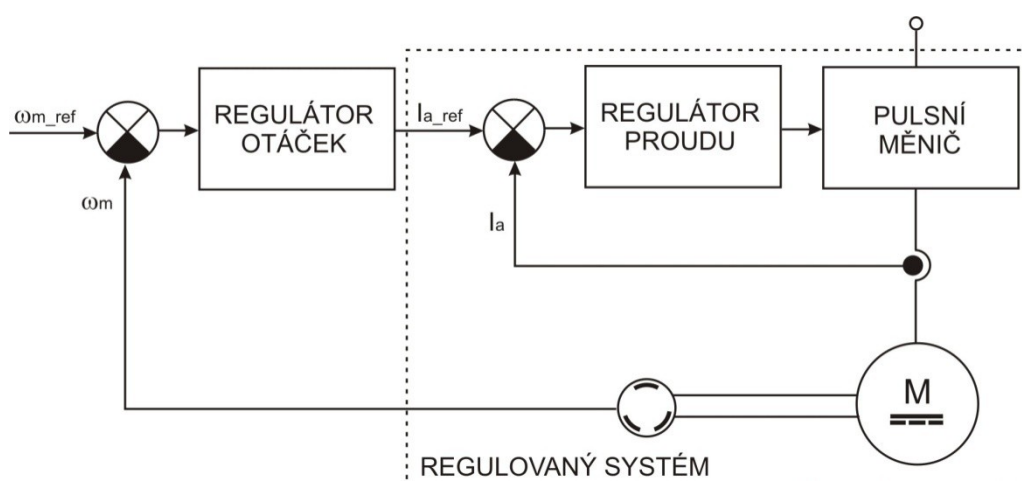 ωm_ref
REGULÁTOR
OTÁČEK
Ia_ref
REGULÁTOR
PROUDU
PULSNÍ
MĚNIČ
ωm
Ia
M
REGULOVANÝ SYSTÉM